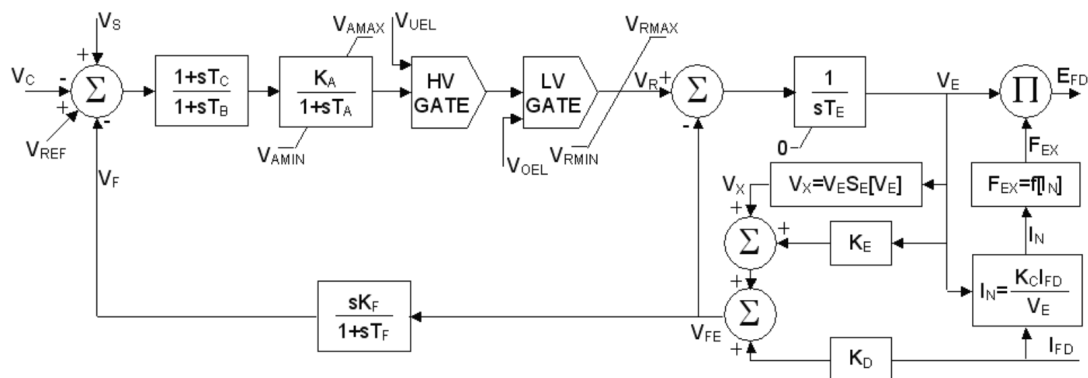 V_S
V_C
V_REF
V_F
+
-
+
-
Σ
1+sT_C
1+sT_B
K_A
1+sT_A
V_AMAX
V_AMIN
V_UEL
HV
GATE
LV
GATE
V_OEL
V_RMAX
V_RMIN
V_R
+
-
Σ
1
sT_E
0
V_E
Π
E_FD
F_EX
F_EX=f[I_N]
I_N
I_N=K_CI_FD
V_E
I_FD
V_X=V_ES_E[V_E]
V_X
+
+
Σ
K_E
+
+
Σ
V_FE
K_D
sK_F
1+sT_F